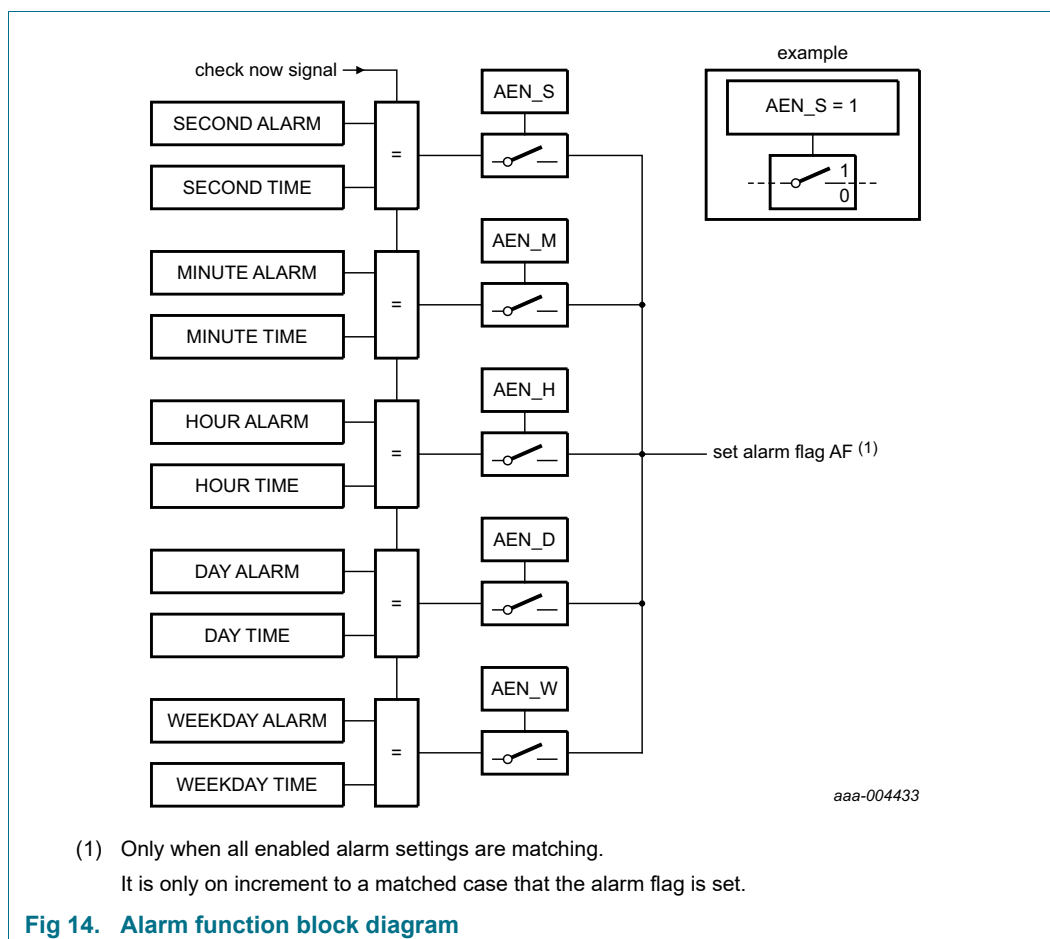 example
check now signal
AEN_S
AEN_S = 1
SECOND ALARM
=
1
SECOND TIME
0
AEN_M
MINUTE ALARM
=
MINUTE TIME
AEN_H
HOUR ALARM
=
set alarm flag AF (1)
HOUR TIME
AEN_D
DAY ALARM
=
DAY TIME
AEN_W
WEEKDAY ALARM
=
WEEKDAY TIME
aaa-004433
(1) Only when all enabled alarm settings are matching.
It is only on increment to a matched case that the alarm flag is set.
Fig 14. Alarm function block diagram